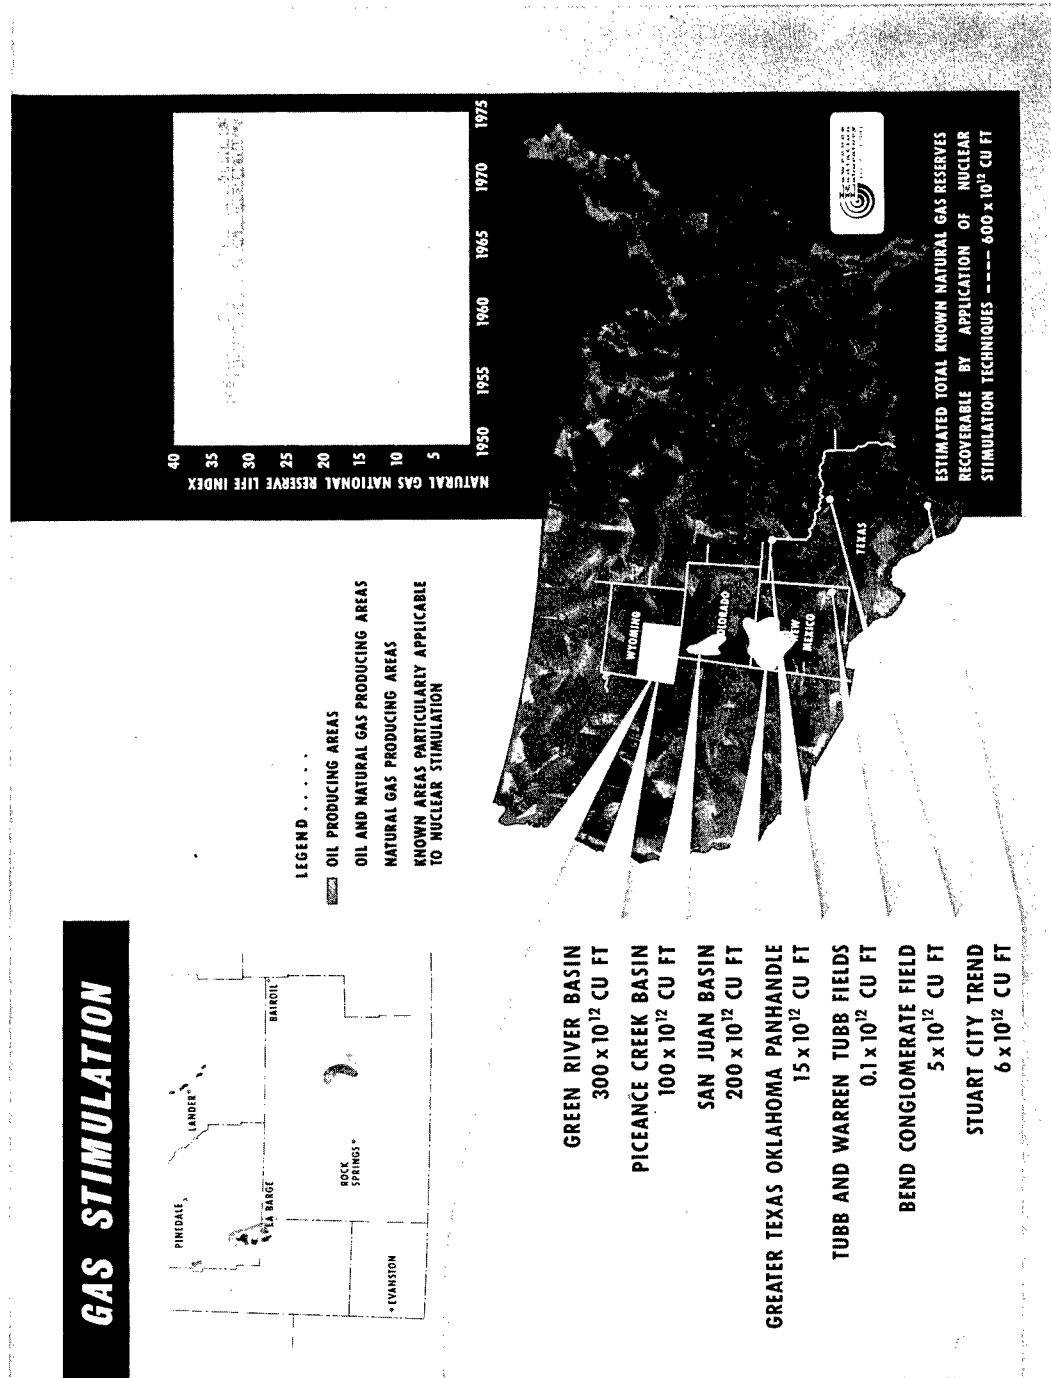 GAS STIMULATION
PINEDALE
LANDER
LA BARGE
BAIROIL
ROCK
SPRINGS
EVANSTON
LEGEND . . . . .
OIL PRODUCING AREAS
OIL AND NATURAL GAS PRODUCING AREAS
NATURAL GAS PRODUCING AREAS
KNOWN AREAS PARTICULARLY APPLICABLE
TO NUCLEAR STIMULATION
NATURAL GAS NATIONAL RESERVE LIFE INDEX
40
35
30
25
20
15
10
5
1950 1955 1960 1965 1970 1975
GREEN RIVER BASIN
300 x 10¹² CU FT
PICEANCE CREEK BASIN
100 x 10¹² CU FT
SAN JUAN BASIN
200 x 10¹² CU FT
GREATER TEXAS OKLAHOMA PANHANDLE
15 x 10¹² CU FT
TUBB AND WARREN TUBB FIELDS
0.1 x 10¹² CU FT
BEND CONGLOMERATE FIELD
5 x 10¹² CU FT
STUART CITY TREND
6 x 10¹² CU FT
WYOMING
COLORADO
NEW
MEXICO
TEXAS
Lawrence
Radiation
Laboratory
ESTIMATED TOTAL KNOWN NATURAL GAS RESERVES
RECOVERABLE BY APPLICATION OF NUCLEAR
STIMULATION TECHNIQUES ---- 600 x 10¹² CU FT